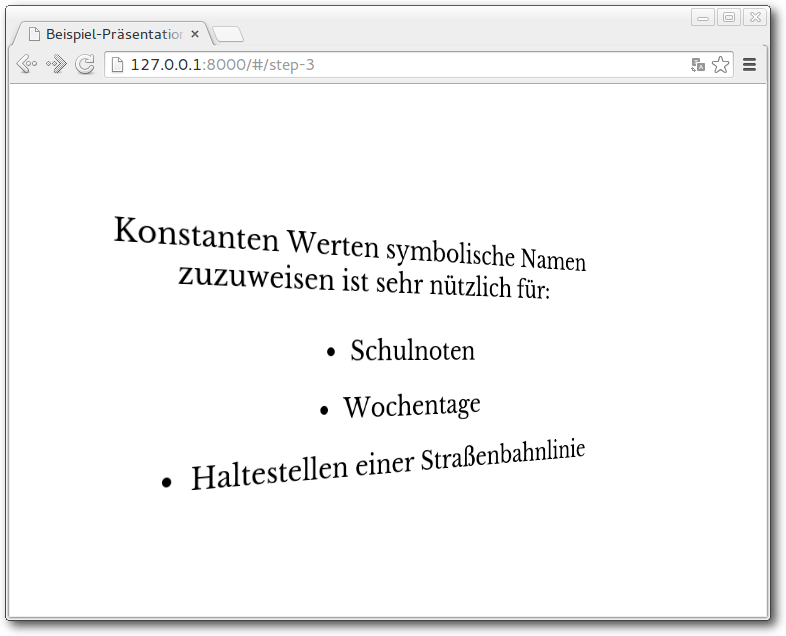 Beispiel-Präsentation
127.0.0.1:8000/#/step-3
Konstanten Werten symbolische Namen
zuzuweisen ist sehr nützlich für:
• Schulnoten
• Wochentage
• Haltestellen einer Straßenbahnlinie